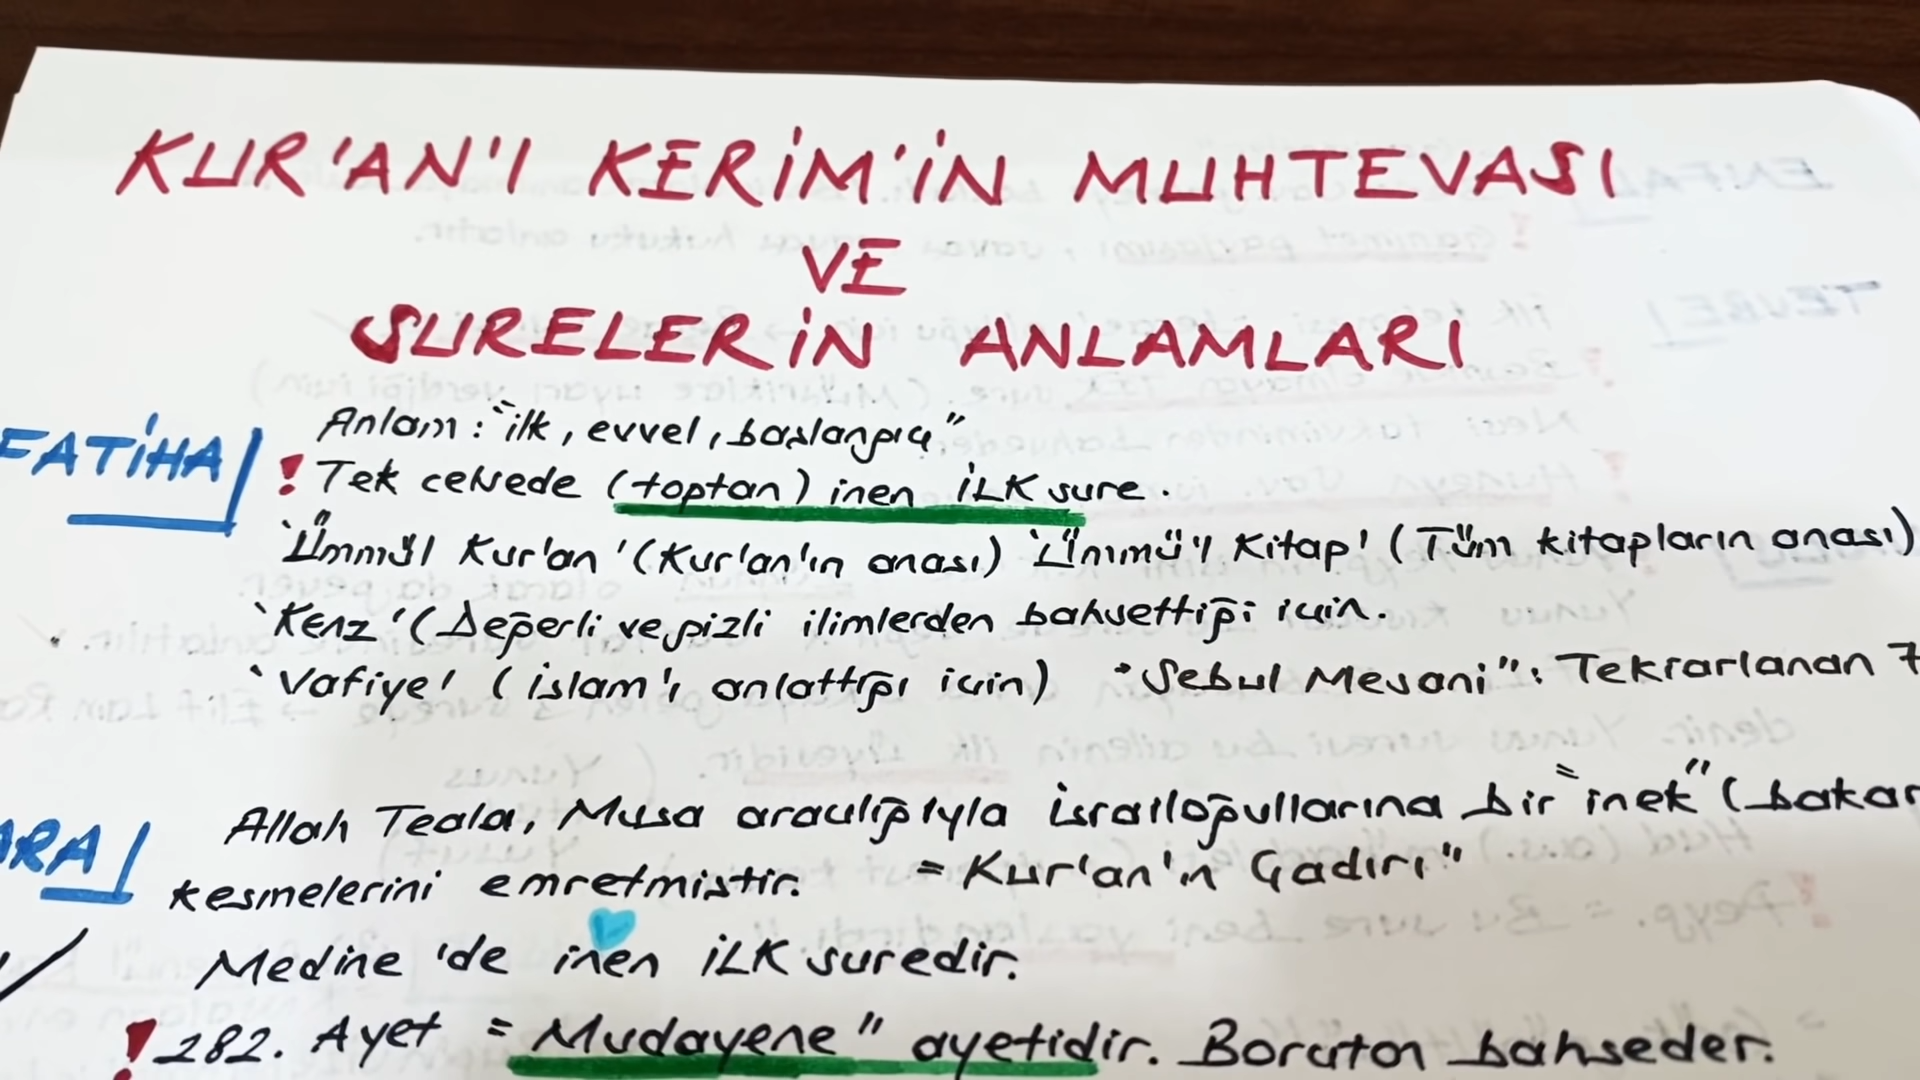 KUR'AN'I KERİM'İN MUHTEVASI
VE
SURELERİN ANLAMLARI
FATİHA
Anlam: "ilk, evvel, başlangıç"
! Tek celsede (toptan) inen İLK sure.
'Ümmül Kur'an' (Kur'an'ın anası) 'Ümmü'l Kitap' (Tüm kitapların anası)
'Kenz' (Değerli ve gizli ilimlerden bahsettiği için.
'Vafiye' (İslam'ı anlattığı için) "Sebul Mesani": Tekrarlanan 7
ARA
Allah Teala, Musa aracılığıyla İsrailoğullarına bir "inek" (bakar
kesmelerini emretmiştir. "Kur'an'ın Çadırı"
Medine'de inen İLK suredir.
! 282. Ayet "Mudayene" ayetidir. Borçtan bahseder.